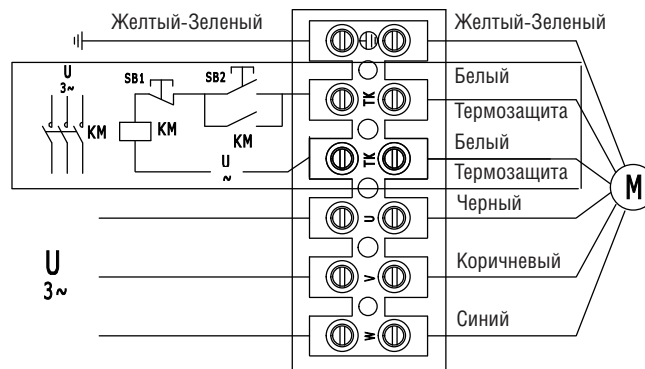 Желтый-Зеленый
Желтый-Зеленый
U
3~
SB1
SB2
Белый
KM
KM
KM
TK
Термозащита
Белый
U
~
TK
Термозащита
M
U
Черный
U
3~
V
Коричневый
W
Синий